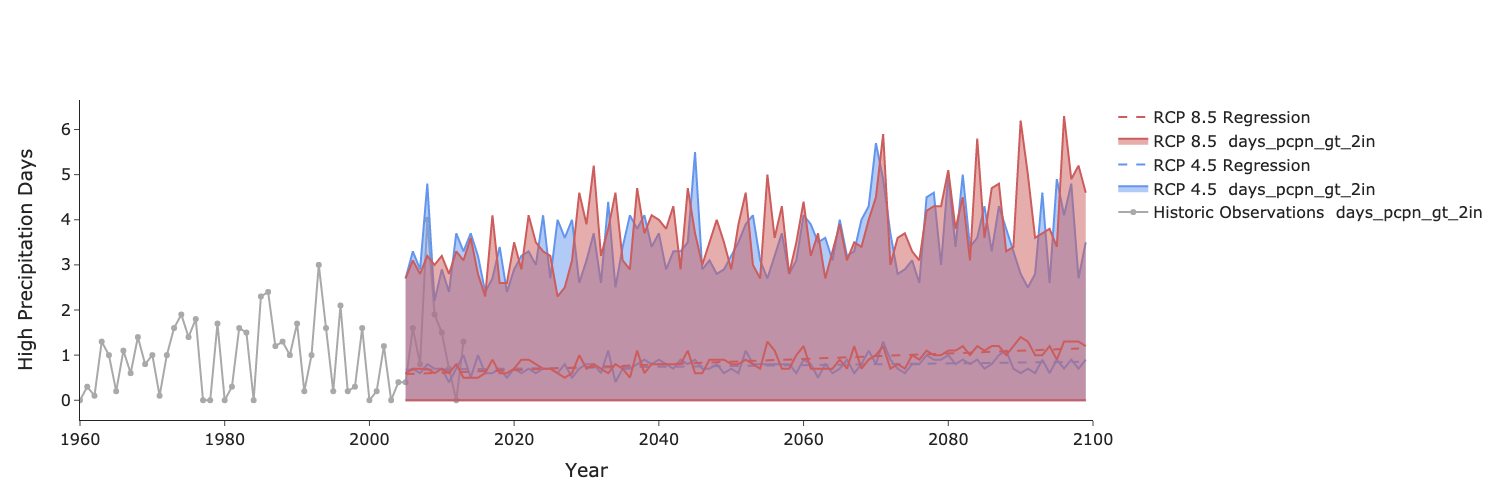 High Precipitation Days
6
5
4
3
2
1
0
1960 1980 2000 2020 2040 2060 2080 2100
Year
RCP 8.5 Regression
RCP 8.5 days_pcpn_gt_2in
RCP 4.5 Regression
RCP 4.5 days_pcpn_gt_2in
Historic Observations days_pcpn_gt_2in